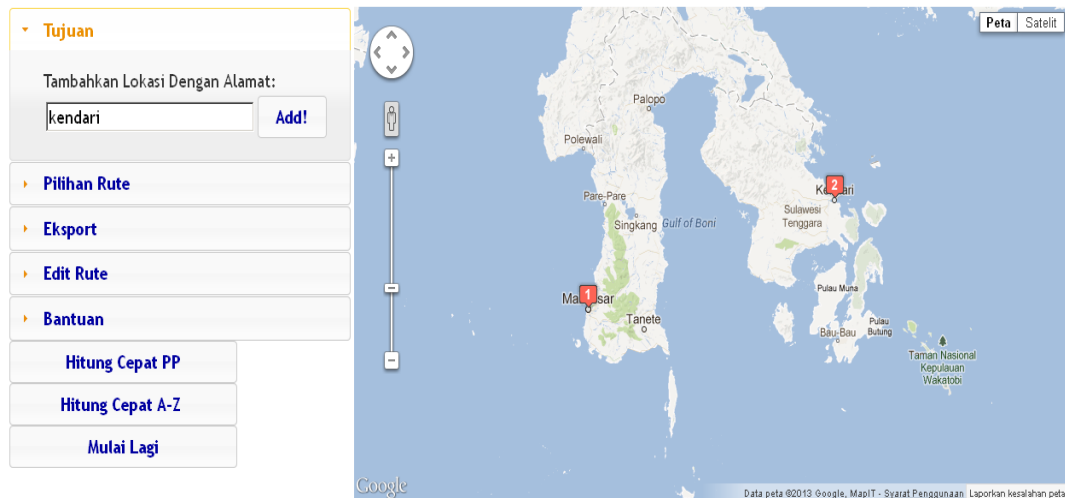 Tujuan
Tambahkan Lokasi Dengan Alamat:
kendari
Add!
Pilihan Rute
Eksport
Edit Rute
Bantuan
Hitung Cepat PP
Hitung Cepat A-Z
Mulai Lagi
Peta
Satelit
Palopo
Polewali
Pare-Pare
Singkang
Gulf of Boni
2
Sulawesi
Tenggara
1
Tanete
Pulau Muna
Bau-Bau
Pulau
Butung
Taman Nasional
Kepulauan
Wakatobi
Google
Data peta ©2013 Google, MapIT - Syarat Penggunaan
Laporkan kesalahan peta